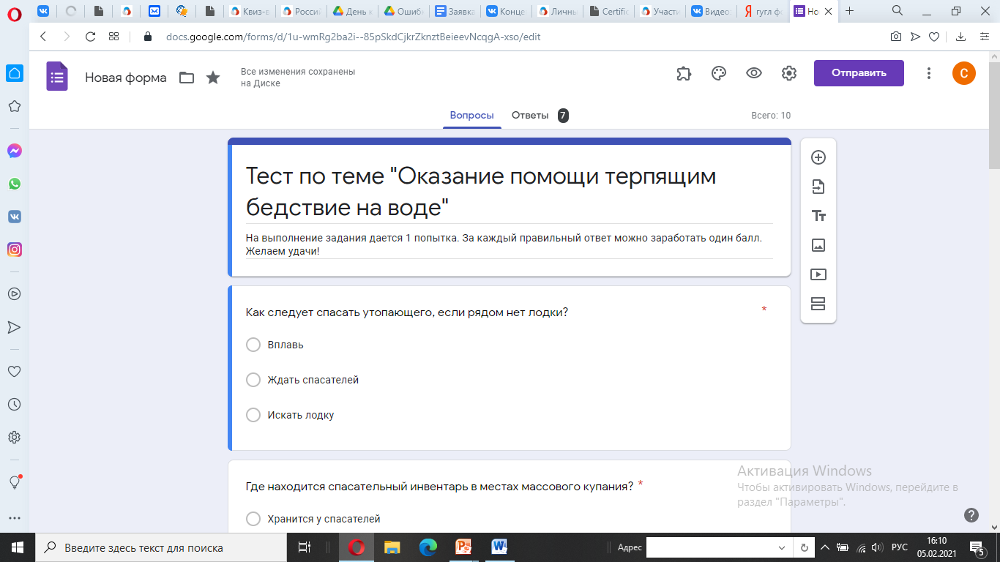 Квиз-в
Россий
День к
Ошибк
Заявка
Конце
Личны
Certific
Участи
Видео
гугл фо
Но
docs.google.com/forms/d/1u-wmRg2ba2i--85pSkdCjkrZknztBeieevNcqgA-xso/edit
Новая форма
Все изменения сохранены
на Диске
Отправить
С
Вопросы Ответы 7 Всего: 10
Тест по теме "Оказание помощи терпящим
бедствие на воде"
На выполнение задания дается 1 попытка. За каждый правильный ответ можно заработать один балл.
Желаем удачи!
Как следует спасать утопающего, если рядом нет лодки? *
Вплавь
Ждать спасателей
Искать лодку
Где находится спасательный инвентарь в местах массового купания? *
Хранится у спасателей
Активация Windows
Чтобы активировать Windows, перейдите в
раздел "Параметры".
Введите здесь текст для поиска
Адрес
РУС
16:10
05.02.2021
5